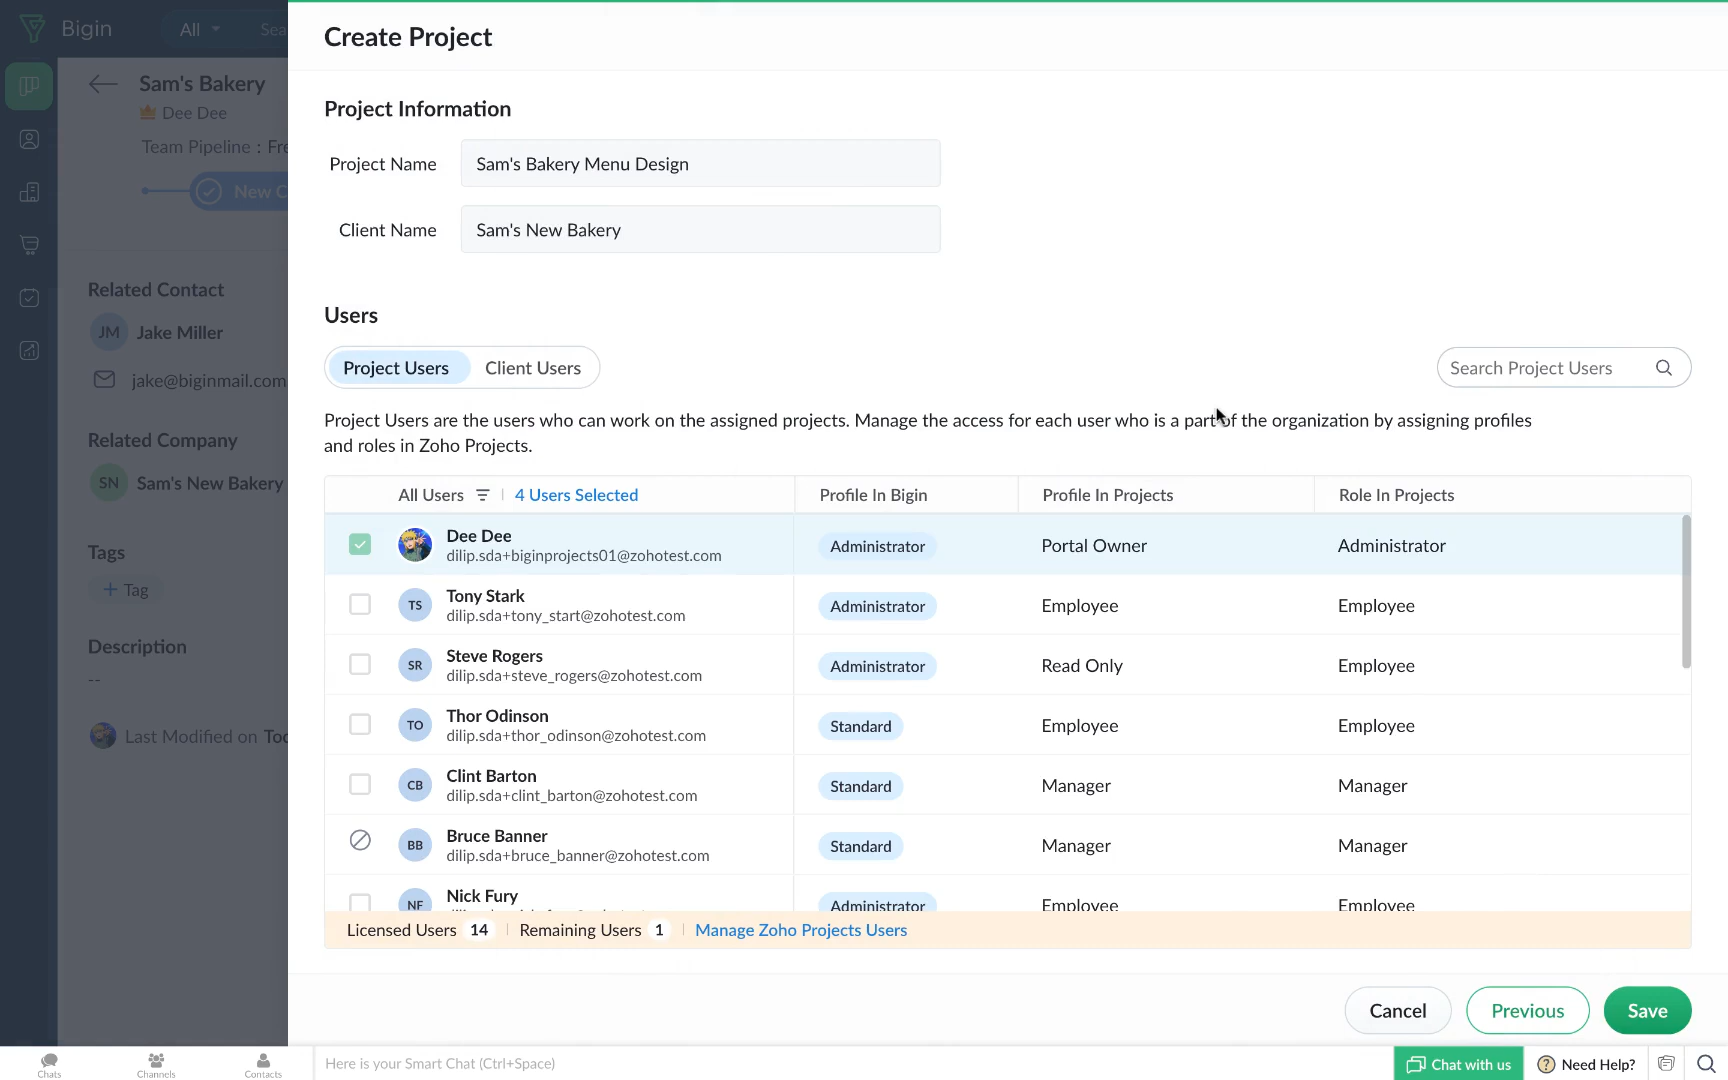 Bigin
All
Sea
Create Project
Sam's Bakery
Dee Dee
Team Pipeline : Fre
New C
Related Contact
JM Jake Miller
jake@biginmail.com
Related Company
SN Sam's New Bakery
Tags
+ Tag
Description
--
Last Modified on Tod
Project Information
Project Name Sam's Bakery Menu Design
Client Name Sam's New Bakery
Users
Project Users Client Users
Search Project Users
Project Users are the users who can work on the assigned projects. Manage the access for each user who is a part of the organization by assigning profiles
and roles in Zoho Projects.
All Users 4 Users Selected Profile In Bigin Profile In Projects Role In Projects
Dee Dee
dilip.sda+biginprojects01@zohotest.com
Administrator Portal Owner Administrator
TS Tony Stark
dilip.sda+tony_start@zohotest.com
Administrator Employee Employee
SR Steve Rogers
dilip.sda+steve_rogers@zohotest.com
Administrator Read Only Employee
TO Thor Odinson
dilip.sda+thor_odinson@zohotest.com
Standard Employee Employee
CB Clint Barton
dilip.sda+clint_barton@zohotest.com
Standard Manager Manager
BB Bruce Banner
dilip.sda+bruce_banner@zohotest.com
Standard Manager Manager
NF Nick Fury
Administrator Employee Employee
Licensed Users 14 Remaining Users 1 Manage Zoho Projects Users
Cancel Previous Save
Chats Channels Contacts
Here is your Smart Chat (Ctrl+Space)
Chat with us
Need Help?